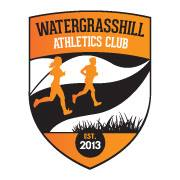 WATERGRASSHILL
ATHLETICS CLUB
EST.
2013